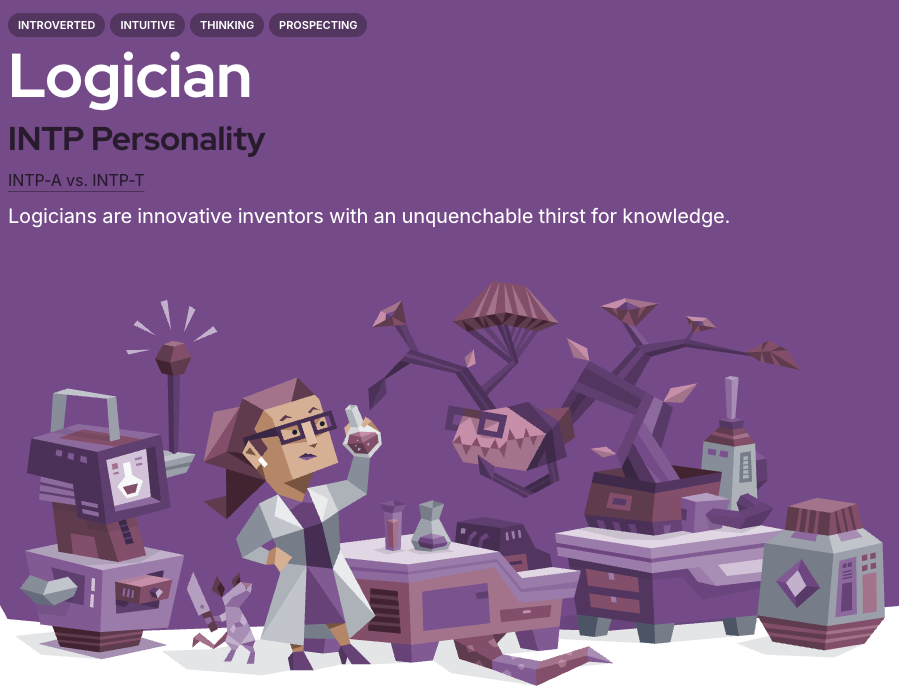 INTROVERTED INTUITIVE THINKING PROSPECTING
Logician
INTP Personality
INTP-A vs. INTP-T
Logicians are innovative inventors with an unquenchable thirst for knowledge.